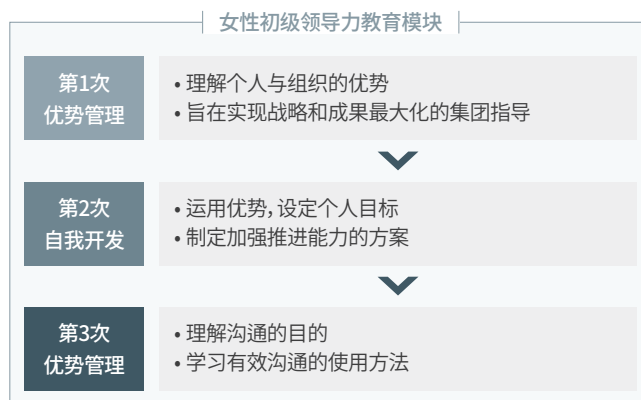 女性初级领导力教育模块
第1次
优势管理
• 理解个人与组织的优势
• 旨在实现战略和成果最大化的集团指导
第2次
自我开发
• 运用优势，设定个人目标
• 制定加强推进能力的方案
第3次
优势管理
• 理解沟通的目的
• 学习有效沟通的使用方法